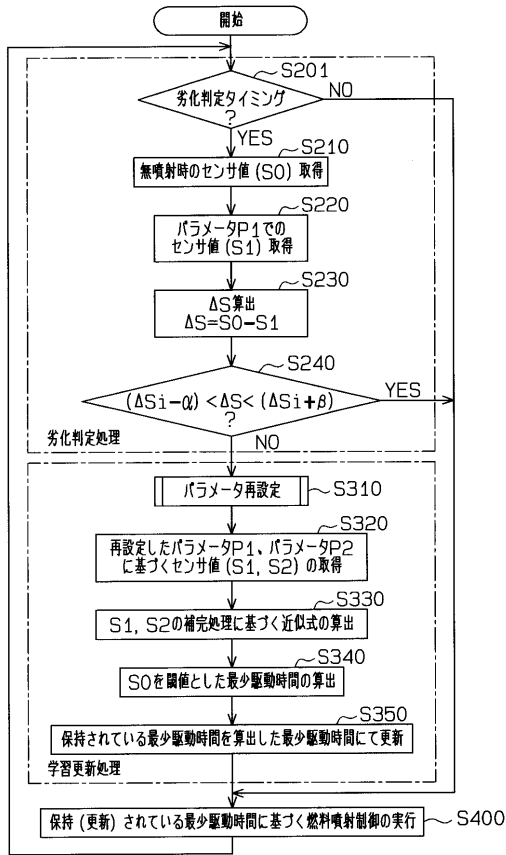 開始
S201
劣化判定タイミング
?
NO
YES
S210
無噴射時のセンサ値(S0)取得
S220
パラメータP1での
センサ値(S1)取得
S230
ΔS算出
ΔS=S0-S1
S240
(ΔSi-α)<ΔS<(ΔSi+β)
?
YES
NO
劣化判定処理
パラメータ再設定
S310
S320
再設定したパラメータP1、パラメータP2
に基づくセンサ値(S1, S2)の取得
S330
S1, S2の補完処理に基づく近似式の算出
S340
S0を閾値とした最少駆動時間の算出
S350
保持されている最少駆動時間を算出した最少駆動時間にて更新
学習更新処理
S400
保持(更新)されている最少駆動時間に基づく燃料噴射制御の実行